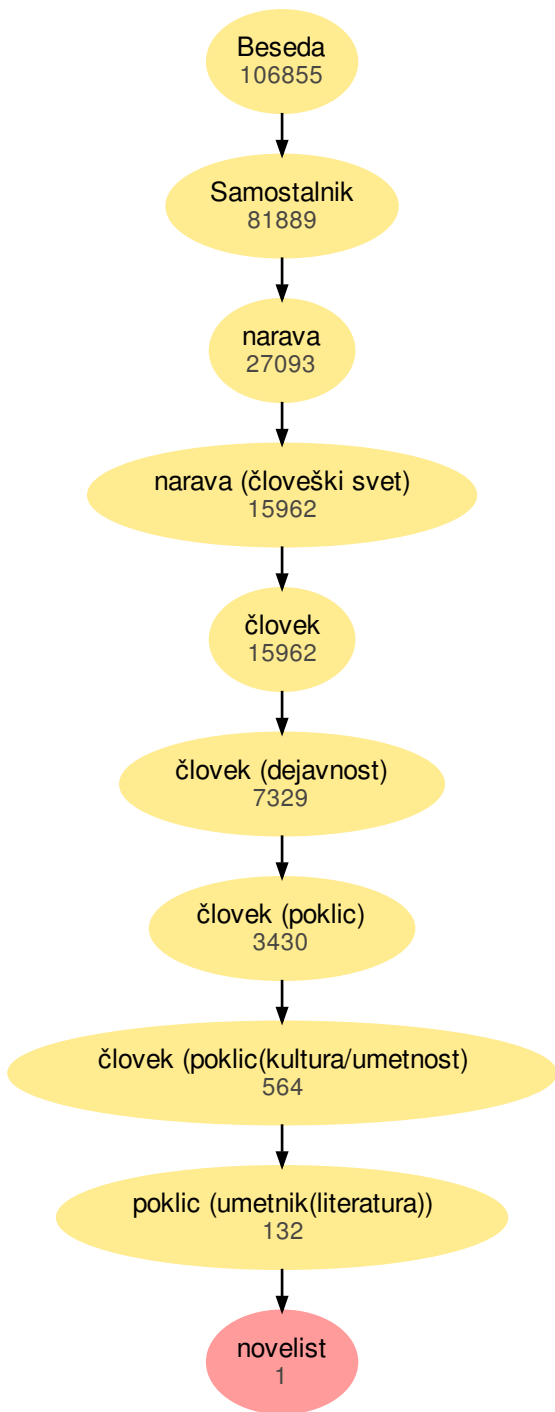 Beseda
106855
Samostalnik
81889
narava
27093
narava (človeški svet)
15962
človek
15962
človek (dejavnost)
7329
človek (poklic)
3430
človek (poklic(kultura/umetnost)
564
poklic (umetnik(literatura))
132
novelist
1